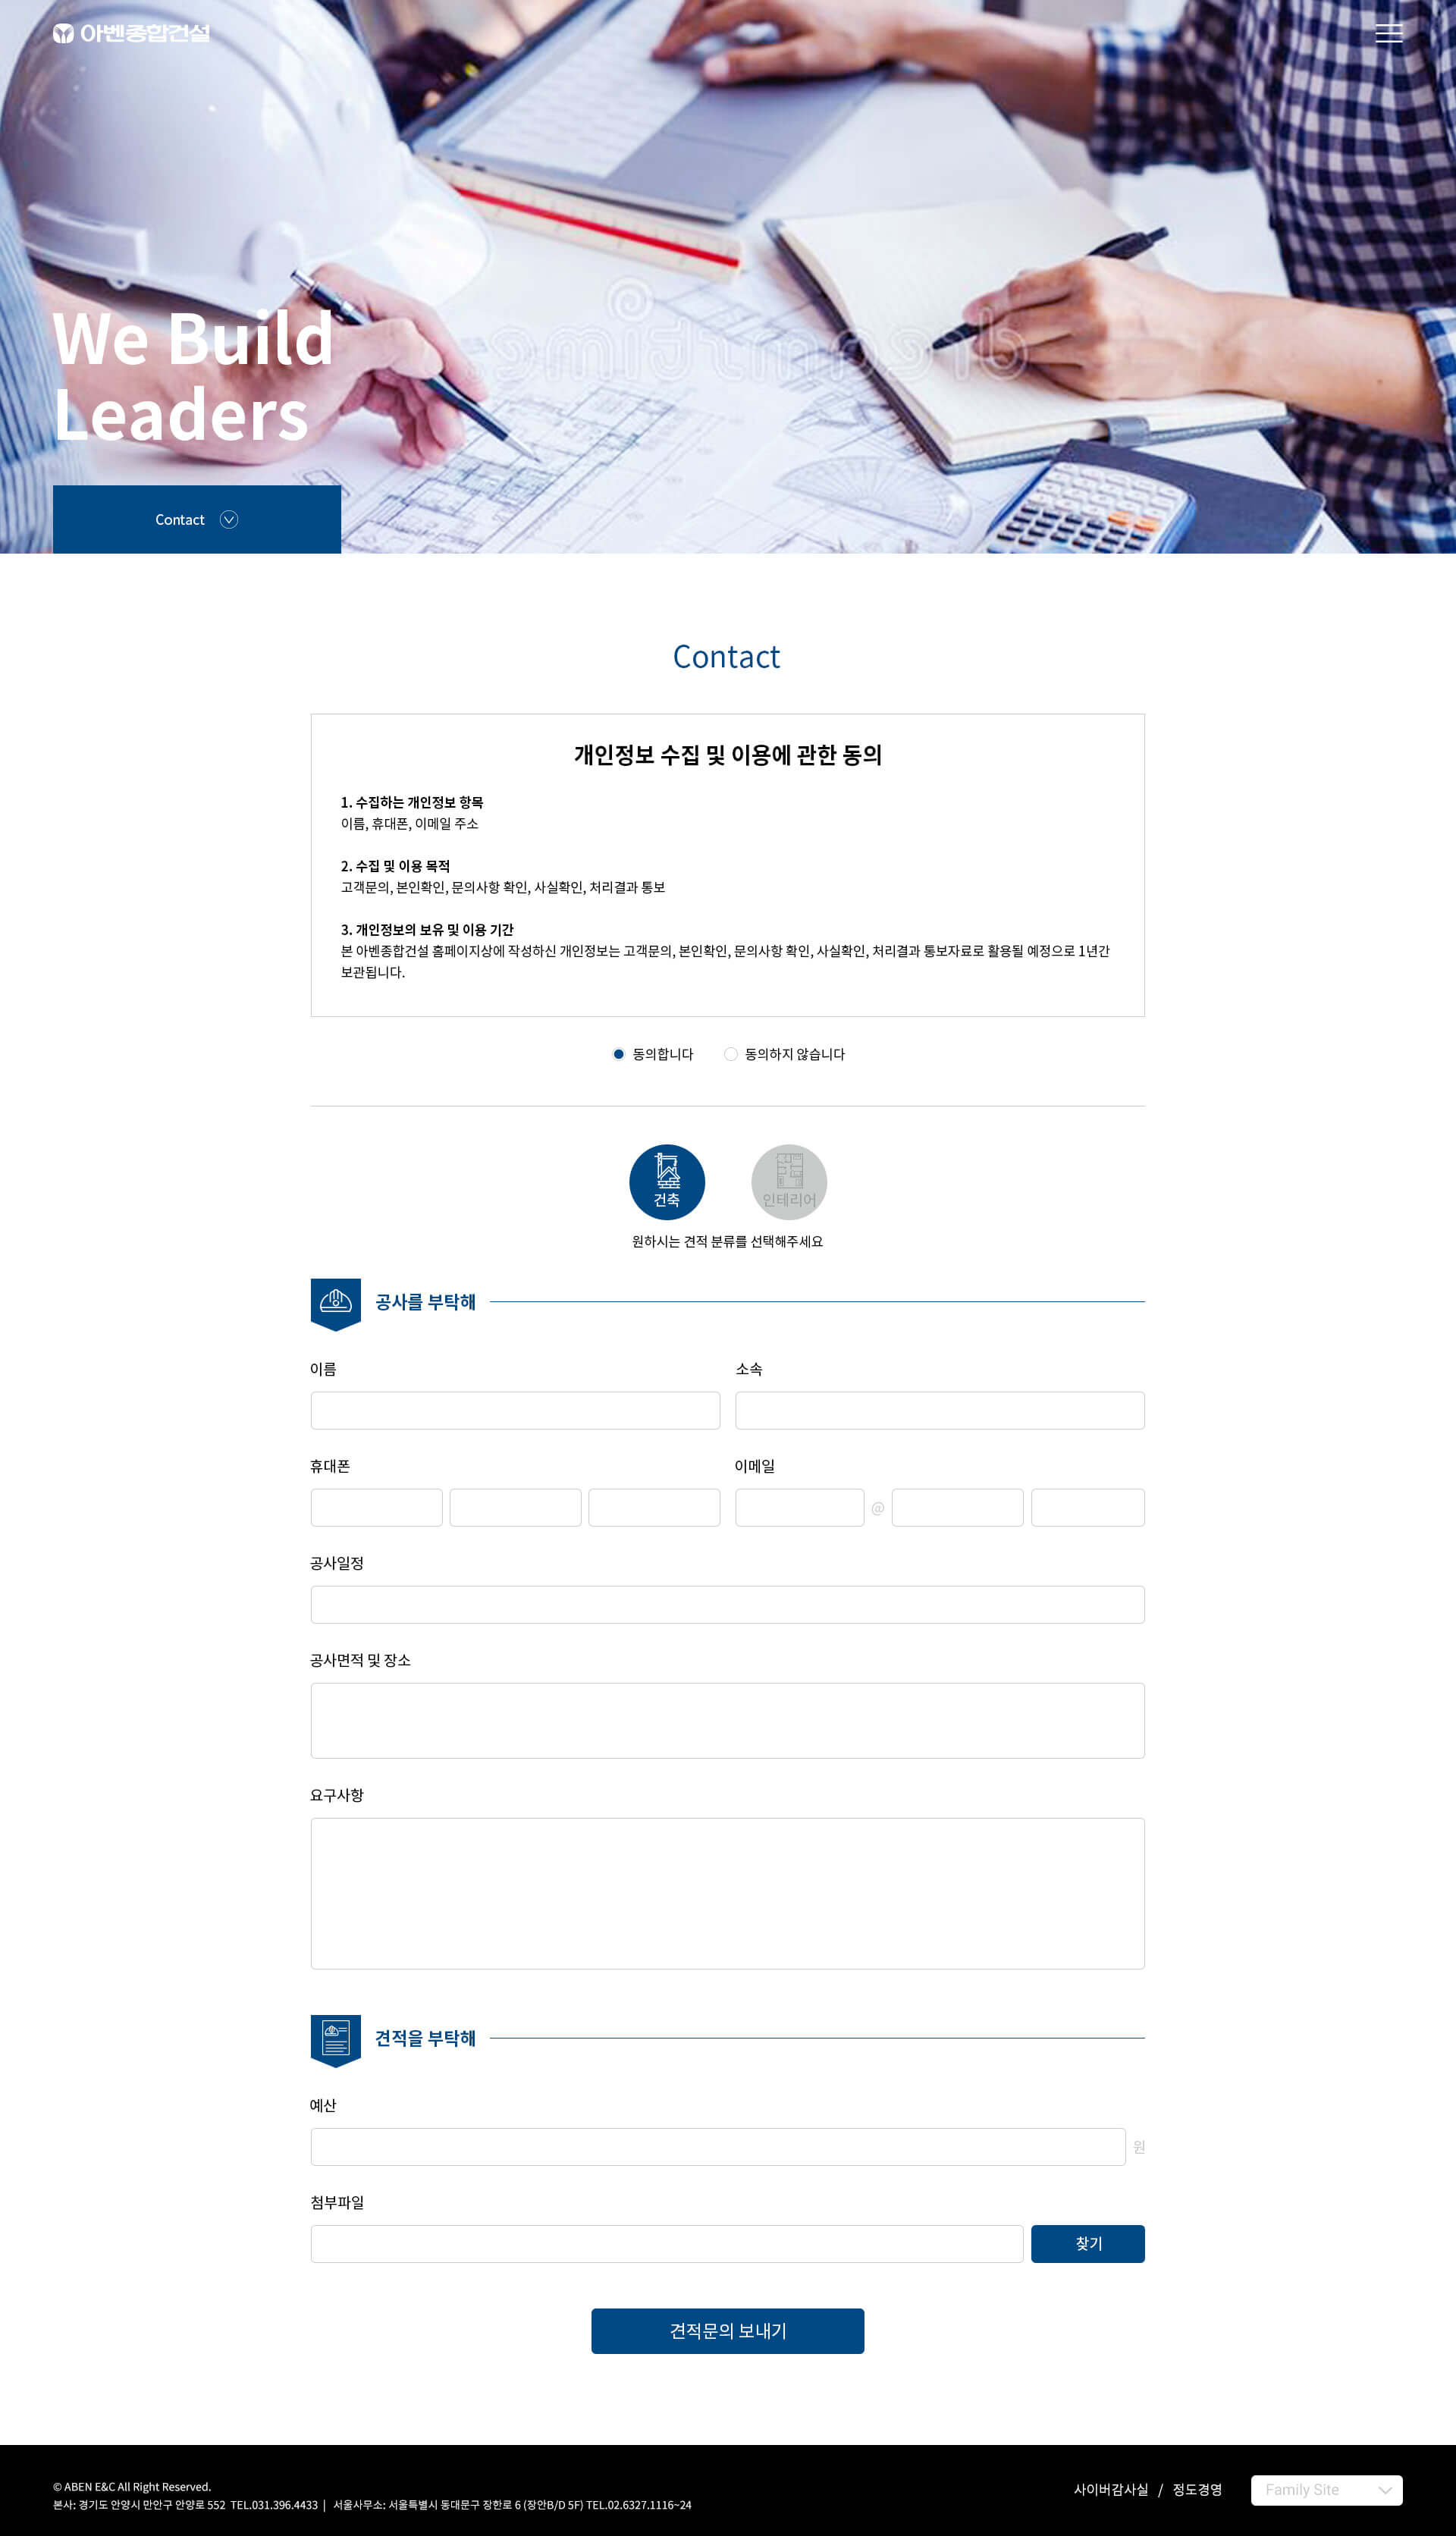 아벤종합건설
dreamstime
We Build
Leaders
Contact
Contact
개인정보 수집 및 이용에 관한 동의
1. 수집하는 개인정보 항목
이름, 휴대폰, 이메일 주소
2. 수집 및 이용 목적
고객문의, 본인확인, 문의사항 확인, 사실확인, 처리결과 통보
3. 개인정보의 보유 및 이용 기간
본 아벤종합건설 홈페이지상에 작성하신 개인정보는 고객문의, 본인확인, 문의사항 확인, 사실확인, 처리결과 통보자료로 활용될 예정으로 1년간
보관됩니다.
동의합니다 동의하지 않습니다
건축 인테리어
원하시는 견적 분류를 선택해주세요
공사를 부탁해
이름 소속
휴대폰 이메일
@
공사일정
공사면적 및 장소
요구사항
견적을 부탁해
예산
원
첨부파일
찾기
견적문의 보내기
© ABEN E&C All Right Reserved.
본사: 경기도 안양시 만안구 안양로 552 TEL.031.396.4433 | 서울사무소: 서울특별시 동대문구 장한로 6 (장안B/D 5F) TEL.02.6327.1116~24
사이버감사실 / 정도경영
Family Site